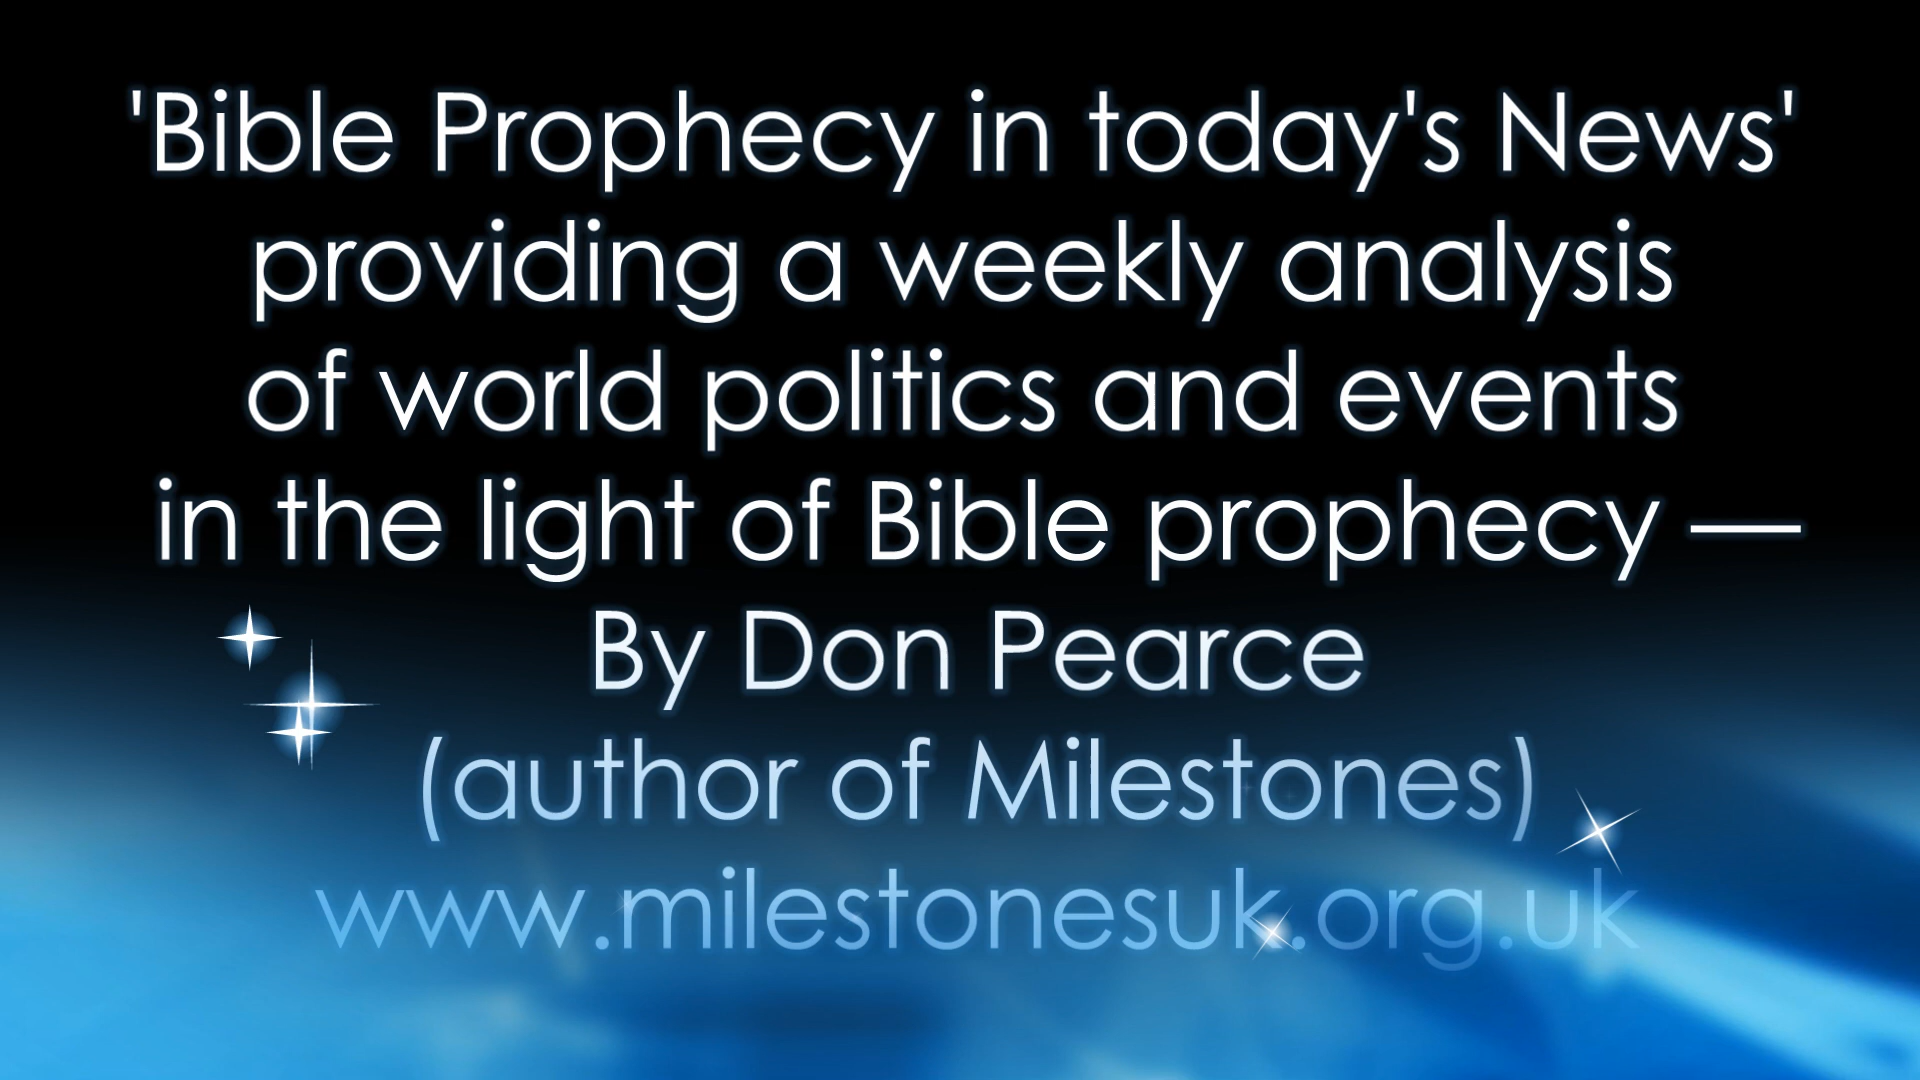 'Bible Prophecy in today's News'
providing a weekly analysis
of world politics and events
in the light of Bible prophecy —
By Don Pearce
(author of Milestones)
www.milestonesuk.org.uk